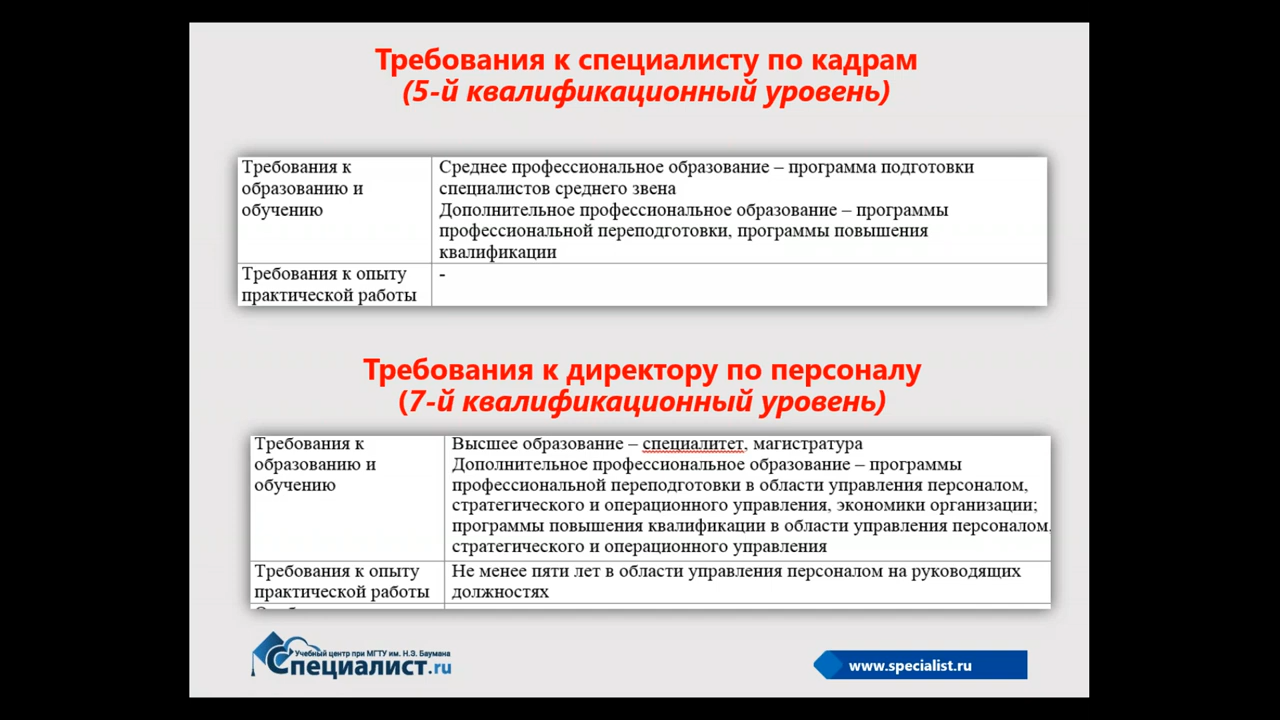 Требования к специалисту по кадрам
(5-й квалификационный уровень)
Требования к
образованию и
обучению
Среднее профессиональное образование – программа подготовки
специалистов среднего звена
Дополнительное профессиональное образование – программы
профессиональной переподготовки, программы повышения
квалификации
Требования к опыту
практической работы
-
Требования к директору по персоналу
(7-й квалификационный уровень)
Требования к
образованию и
обучению
Высшее образование – специалитет, магистратура
Дополнительное профессиональное образование – программы
профессиональной переподготовки в области управления персоналом,
стратегического и операционного управления, экономики организации;
программы повышения квалификации в области управления персоналом,
стратегического и операционного управления
Требования к опыту
практической работы
Не менее пяти лет в области управления персоналом на руководящих
должностях
Учебный центр при МГТУ им. Н.Э. Баумана
Специалист.ru
www.specialist.ru